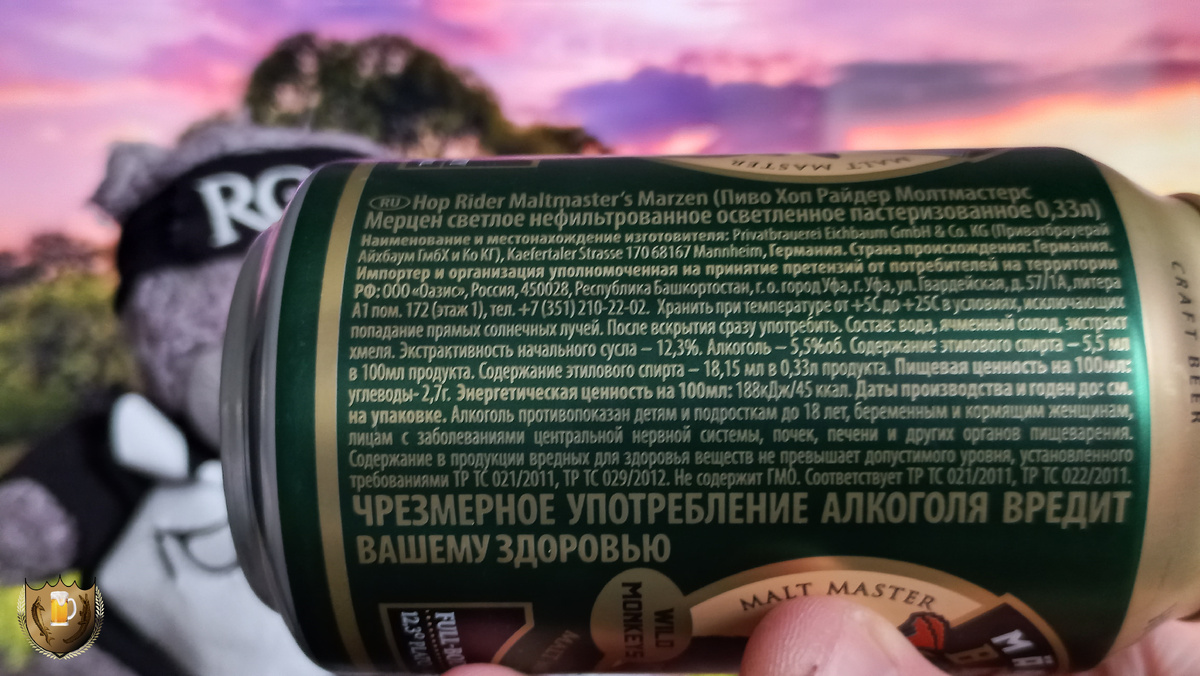 RO
MALT MASTER
RU Hop Rider Maltmaster's Marzen (Пиво Хоп Райдер Молтмастерс
Мерцен светлое нефильтрованное осветленное пастеризованное 0,33л)
Наименование и местонахождение изготовителя: Privatbrauerei Eichbaum GmbH & Co. KG (Приватбрауерай
Айхбаум ГмбХ и Ко КГ), Kaefertaler Strasse 170 68167 Mannheim, Германия. Страна происхождения: Германия.
Импортер и организация уполномоченная на принятие претензий от потребителей на территории
РФ: ООО «Оазис», Россия, 450028, Республика Башкортостан, г. о. город Уфа, г. Уфа, ул. Гвардейская, д. 57/1А, литера
А1 пом. 172 (этаж 1), тел. +7 (351) 210-22-02. Хранить при температуре от +5С до +25С в условиях, исключающих
попадание прямых солнечных лучей. После вскрытия сразу употребить. Состав: вода, ячменный солод, экстракт
хмеля. Экстрактивность начального сусла – 12,3%. Алкоголь – 5,5%об. Содержание этилового спирта – 5,5 мл
в 100мл продукта. Содержание этилового спирта – 18,15 мл в 0,33л продукта. Пищевая ценность на 100мл:
углеводы- 2,7г. Энергетическая ценность на 100мл: 188кДж/45 ккал. Даты производства и годен до: см.
на упаковке. Алкоголь противопоказан детям и подросткам до 18 лет, беременным и кормящим женщинам,
лицам с заболеваниями центральной нервной системы, почек, печени и других органов пищеварения.
Содержание в продукции вредных для здоровья веществ не превышает допустимого уровня, установленного
требованиями ТР ТС 021/2011, ТР ТС 029/2012. Не содержит ГМО. Соответствует ТР ТС 021/2011, ТР ТС 022/2011.
ЧРЕЗМЕРНОЕ УПОТРЕБЛЕНИЕ АЛКОГОЛЯ ВРЕДИТ
ВАШЕМУ ЗДОРОВЬЮ
CRAFT BEER
WILD
MONKEYS
MALT MASTER
FULL-BO
12.3° PLA
MÄ